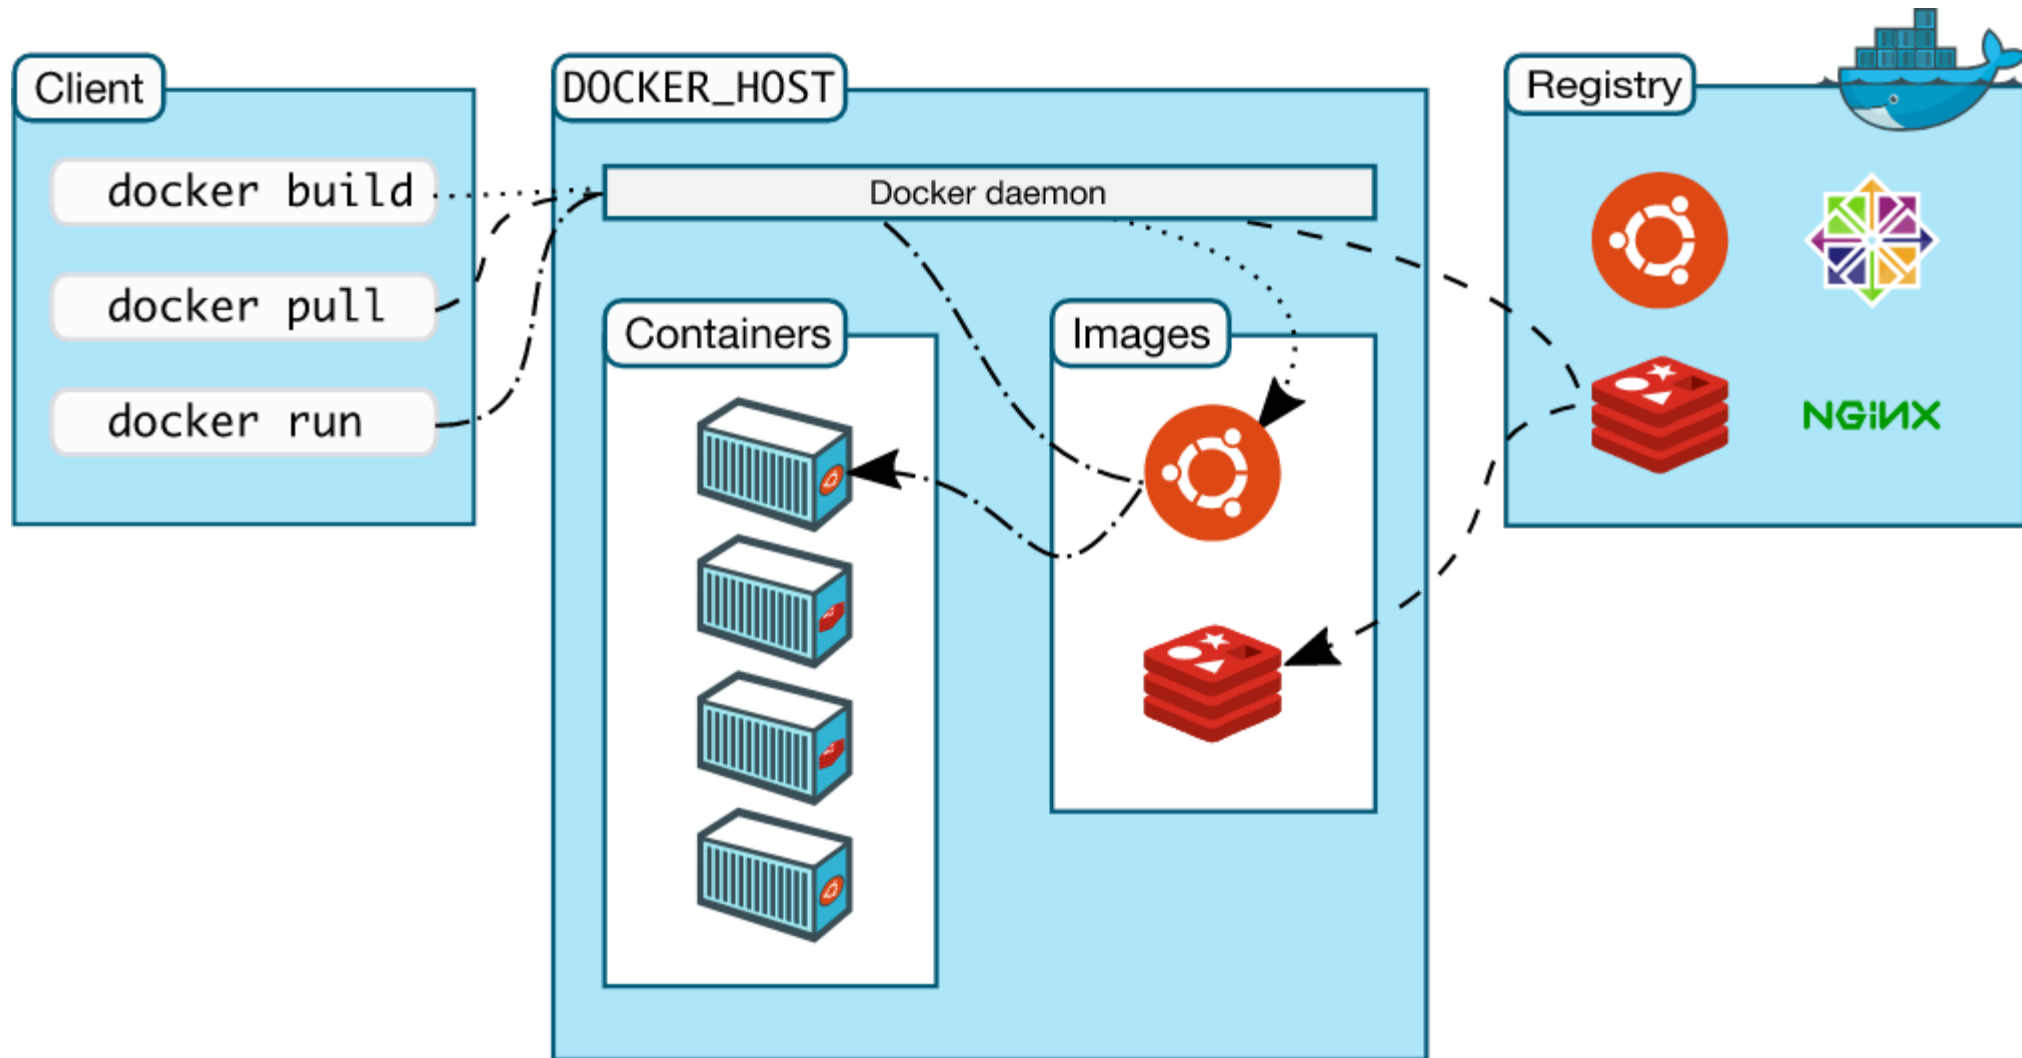 Client
docker build
docker pull
docker run
DOCKER_HOST
Docker daemon
Containers
Images
Registry
NGiNX